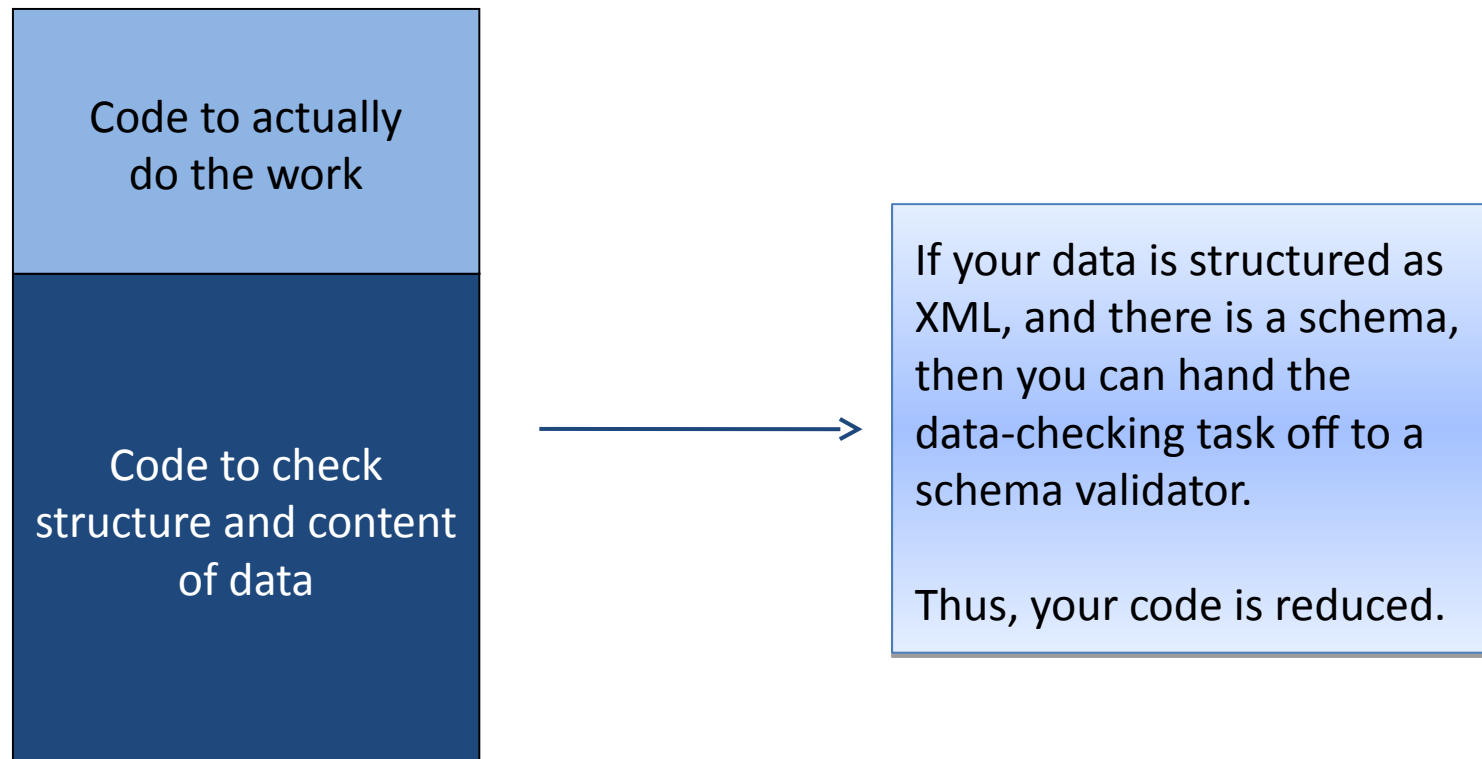 Code to actually
do the work
Code to check
structure and content
of data
If your data is structured as
XML, and there is a schema,
then you can hand the
data-checking task off to a
schema validator.
Thus, your code is reduced.